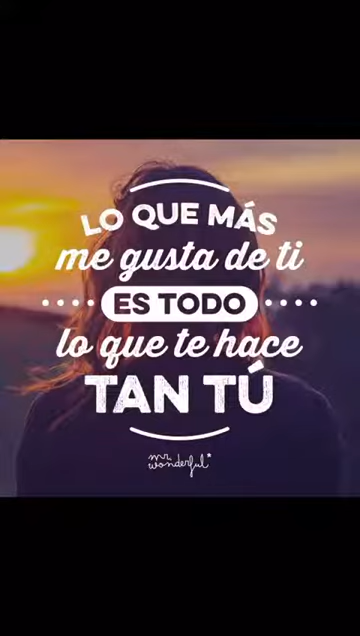 LO QUE MÁS
me gusta de ti
ES TODO
lo que te hace
TAN TÚ
mr.
wonderful*